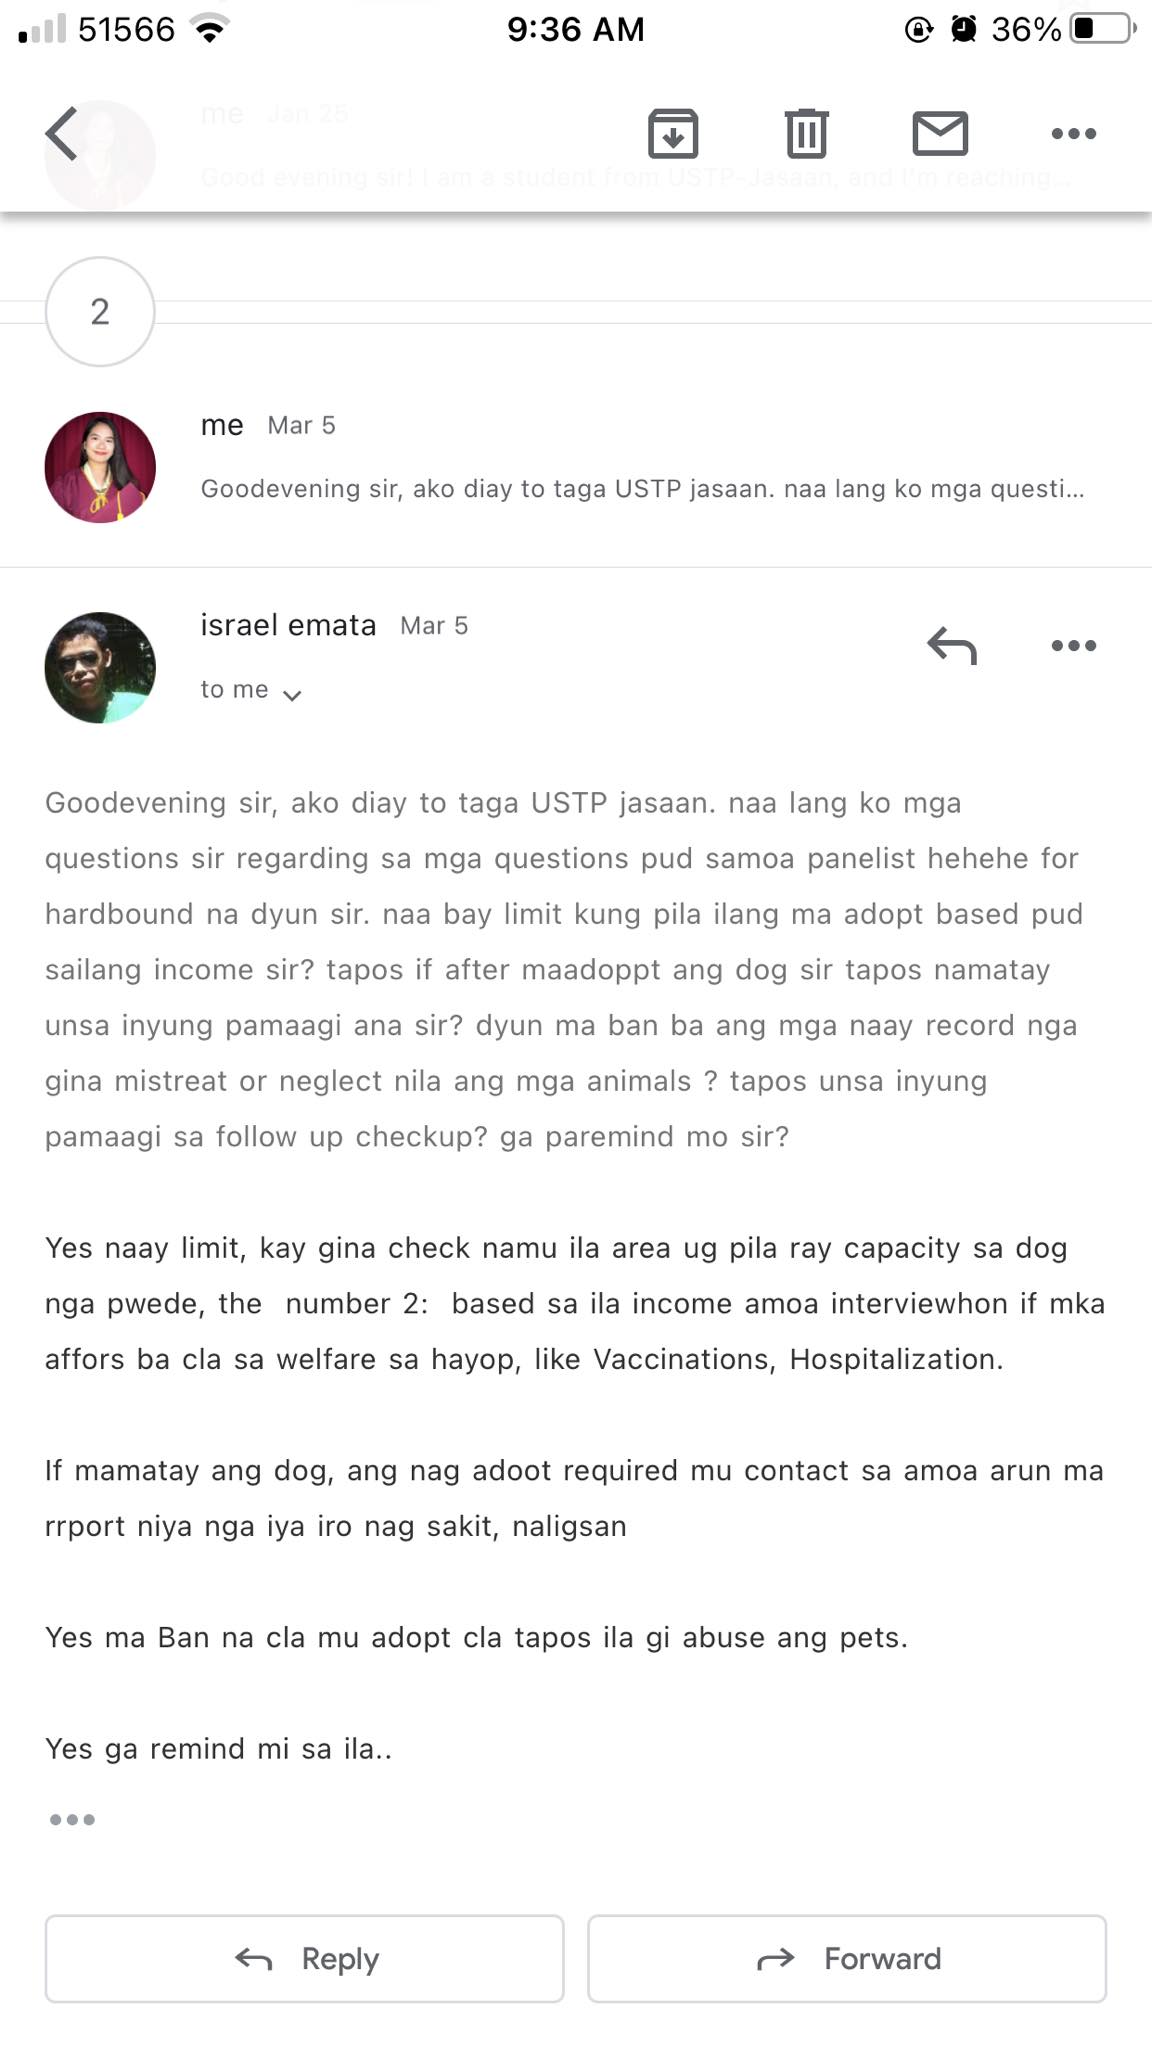 51566
9:36 AM
36%
me Jan 25
Good evening sir! I am a student from USTP-Jasaan, and I'm reaching...
2
me Mar 5
Goodevening sir, ako diay to taga USTP jasaan. naa lang ko mga questi...
israel emata Mar 5
to me
Goodevening sir, ako diay to taga USTP jasaan. naa lang ko mga
questions sir regarding sa mga questions pud samoa panelist hehehe for
hardbound na dyun sir. naa bay limit kung pila ilang ma adopt based pud
sailang income sir? tapos if after maadoppt ang dog sir tapos namatay
unsa inyung pamaagi ana sir? dyun ma ban ba ang mga naay record nga
gina mistreat or neglect nila ang mga animals ? tapos unsa inyung
pamaagi sa follow up checkup? ga paremind mo sir?
Yes naay limit, kay gina check namu ila area ug pila ray capacity sa dog
nga pwede, the  number 2:  based sa ila income amoa interviewhon if mka
affors ba cla sa welfare sa hayop, like Vaccinations, Hospitalization.
If mamatay ang dog, ang nag adoot required mu contact sa amoa arun ma
rrport niya nga iya iro nag sakit, naligsan
Yes ma Ban na cla mu adopt cla tapos ila gi abuse ang pets.
Yes ga remind mi sa ila..
Reply
Forward